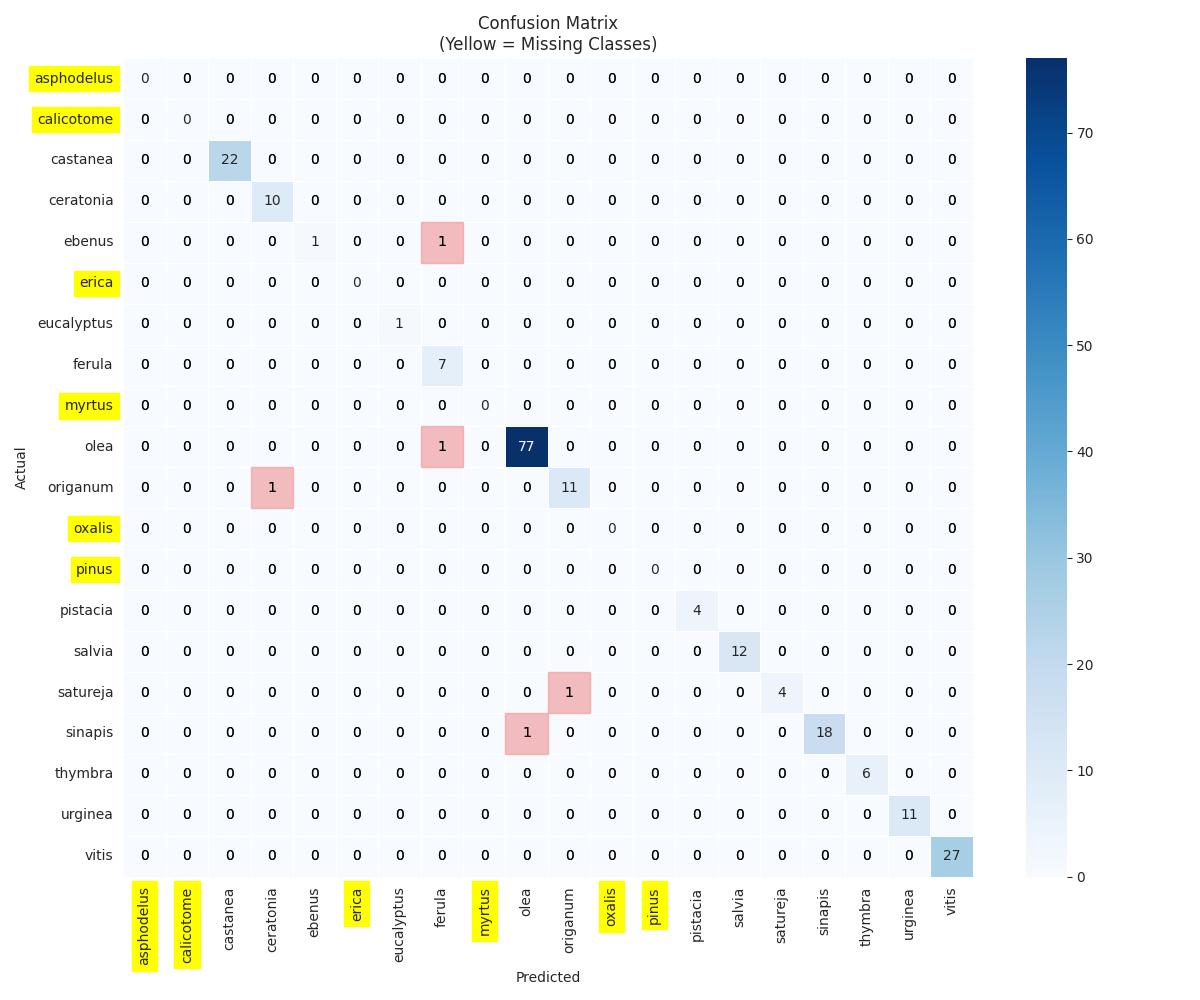 Confusion Matrix
(Yellow = Missing Classes)
asphodelus 0 0 0 0 0 0 0 0 0 0 0 0 0 0 0 0 0 0 0 0
calicotome 0 0 0 0 0 0 0 0 0 0 0 0 0 0 0 0 0 0 0 0
castanea 0 0 22 0 0 0 0 0 0 0 0 0 0 0 0 0 0 0 0 0
ceratonia 0 0 0 10 0 0 0 0 0 0 0 0 0 0 0 0 0 0 0 0
ebenus 0 0 0 0 1 0 0 1 0 0 0 0 0 0 0 0 0 0 0 0
erica 0 0 0 0 0 0 0 0 0 0 0 0 0 0 0 0 0 0 0 0
eucalyptus 0 0 0 0 0 0 1 0 0 0 0 0 0 0 0 0 0 0 0 0
ferula 0 0 0 0 0 0 0 7 0 0 0 0 0 0 0 0 0 0 0 0
myrtus 0 0 0 0 0 0 0 0 0 0 0 0 0 0 0 0 0 0 0 0
olea 0 0 0 0 0 0 0 1 0 77 0 0 0 0 0 0 0 0 0 0
origanum 0 0 0 1 0 0 0 0 0 0 11 0 0 0 0 0 0 0 0 0
oxalis 0 0 0 0 0 0 0 0 0 0 0 0 0 0 0 0 0 0 0 0
pinus 0 0 0 0 0 0 0 0 0 0 0 0 0 0 0 0 0 0 0 0
pistacia 0 0 0 0 0 0 0 0 0 0 0 0 0 4 0 0 0 0 0 0
salvia 0 0 0 0 0 0 0 0 0 0 0 0 0 0 12 0 0 0 0 0
satureja 0 0 0 0 0 0 0 0 0 0 1 0 0 0 0 4 0 0 0 0
sinapis 0 0 0 0 0 0 0 0 0 1 0 0 0 0 0 0 18 0 0 0
thymbra 0 0 0 0 0 0 0 0 0 0 0 0 0 0 0 0 0 6 0 0
urginea 0 0 0 0 0 0 0 0 0 0 0 0 0 0 0 0 0 0 11 0
vitis 0 0 0 0 0 0 0 0 0 0 0 0 0 0 0 0 0 0 0 27
Actual
asphodelus calicotome castanea ceratonia ebenus erica eucalyptus ferula myrtus olea origanum oxalis pinus pistacia salvia satureja sinapis thymbra urginea vitis
Predicted
70
60
50
40
30
20
10
0